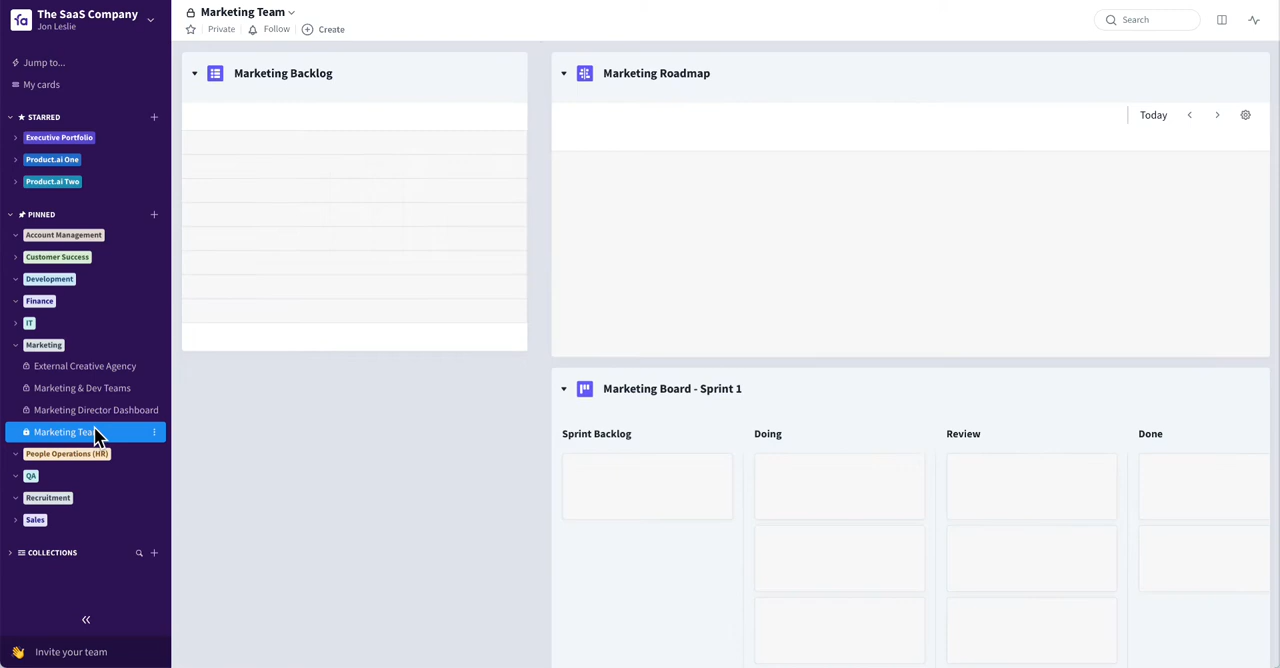 The SaaS Company
Jon Leslie
Jump to...
My cards
STARRED
Executive Portfolio
Product.ai One
Product.ai Two
PINNED
Account Management
Customer Success
Development
Finance
IT
Marketing
External Creative Agency
Marketing & Dev Teams
Marketing Director Dashboard
Marketing
People Operations (HR)
QA
Recruitment
Sales
COLLECTIONS
Invite your team
Marketing Team
Private Follow Create
Search
Marketing Backlog
Marketing Roadmap
Today
Marketing Board - Sprint 1
Sprint Backlog Doing Review Done